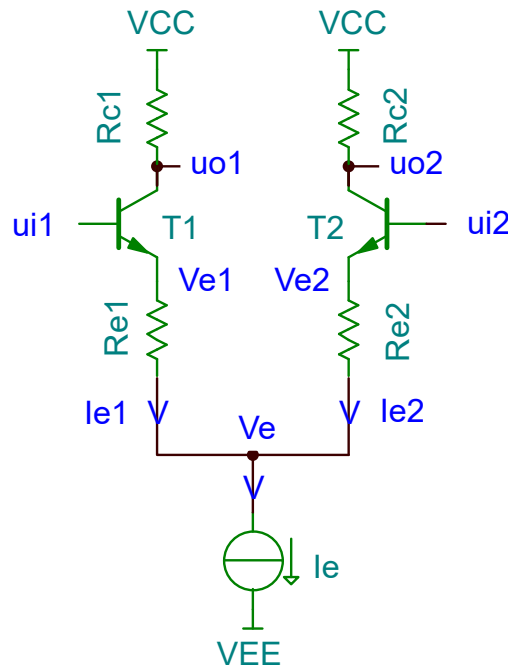 VCC VCC
Rc1 Rc2
uo1 uo2
ui1 T1 T2 ui2
Ve1 Ve2
Re1 Re2
Ie1 Ie2
Ve
Ie
VEE